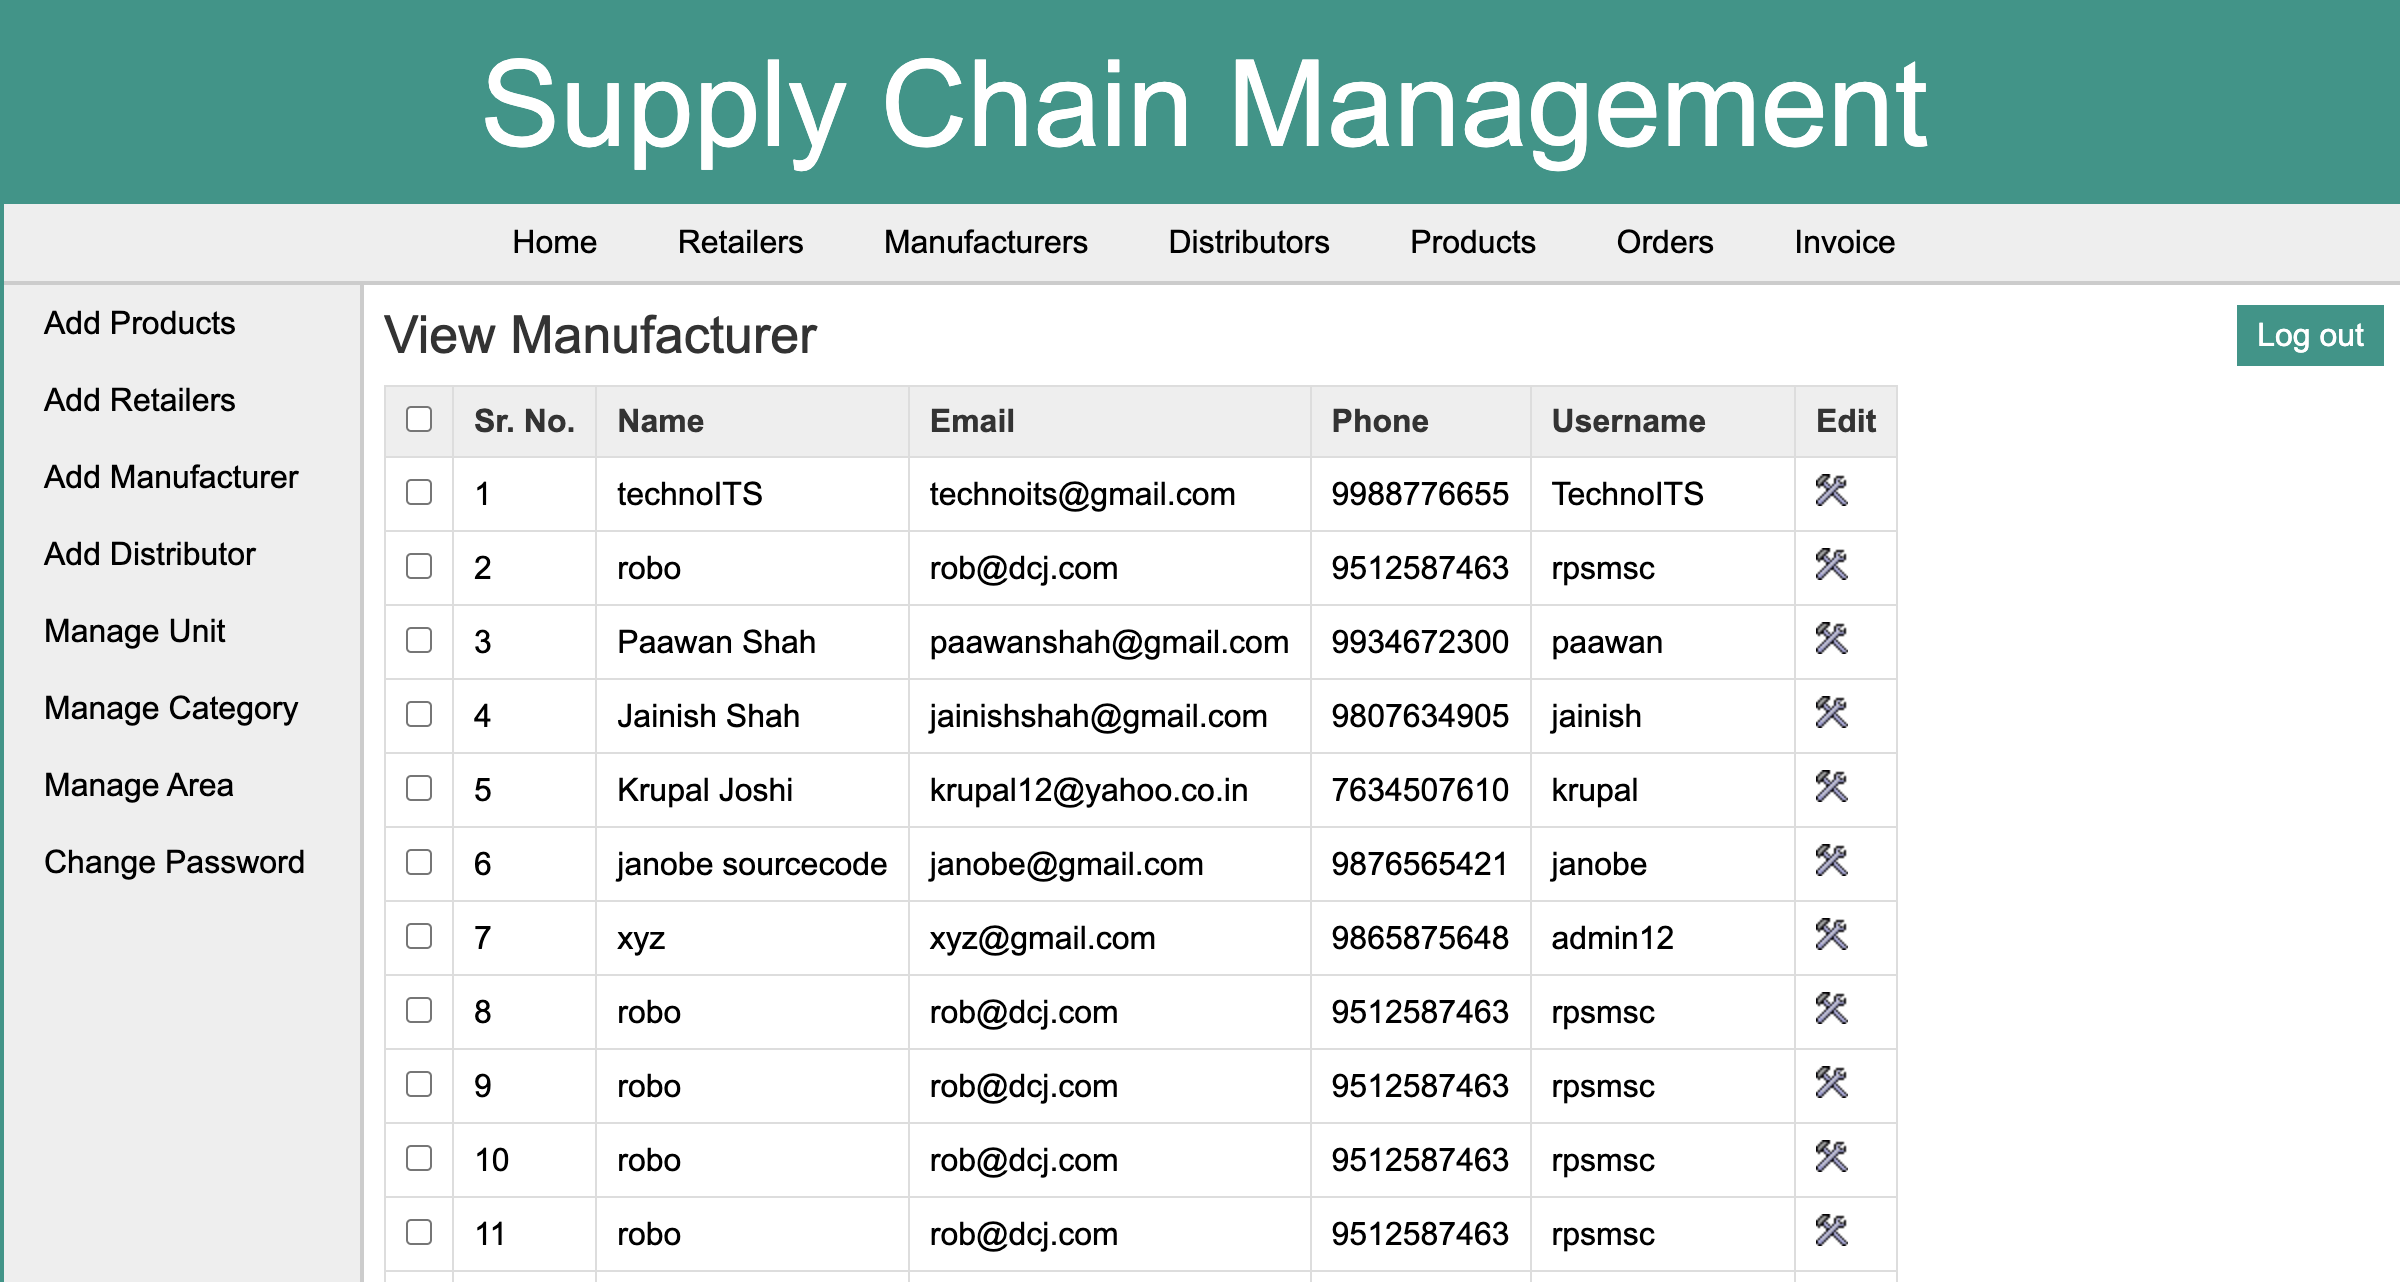 Supply Chain Management
Home Retailers Manufacturers Distributors Products Orders Invoice
Add Products
Add Retailers
Add Manufacturer
Add Distributor
Manage Unit
Manage Category
Manage Area
Change Password
View Manufacturer
Log out
Sr. No. Name Email Phone Username Edit
1 technoITS technoits@gmail.com 9988776655 TechnoITS
2 robo rob@dcj.com 9512587463 rpsmsc
3 Paawan Shah paawanshah@gmail.com 9934672300 paawan
4 Jainish Shah jainishshah@gmail.com 9807634905 jainish
5 Krupal Joshi krupal12@yahoo.co.in 7634507610 krupal
6 janobe sourcecode janobe@gmail.com 9876565421 janobe
7 xyz xyz@gmail.com 9865875648 admin12
8 robo rob@dcj.com 9512587463 rpsmsc
9 robo rob@dcj.com 9512587463 rpsmsc
10 robo rob@dcj.com 9512587463 rpsmsc
11 robo rob@dcj.com 9512587463 rpsmsc